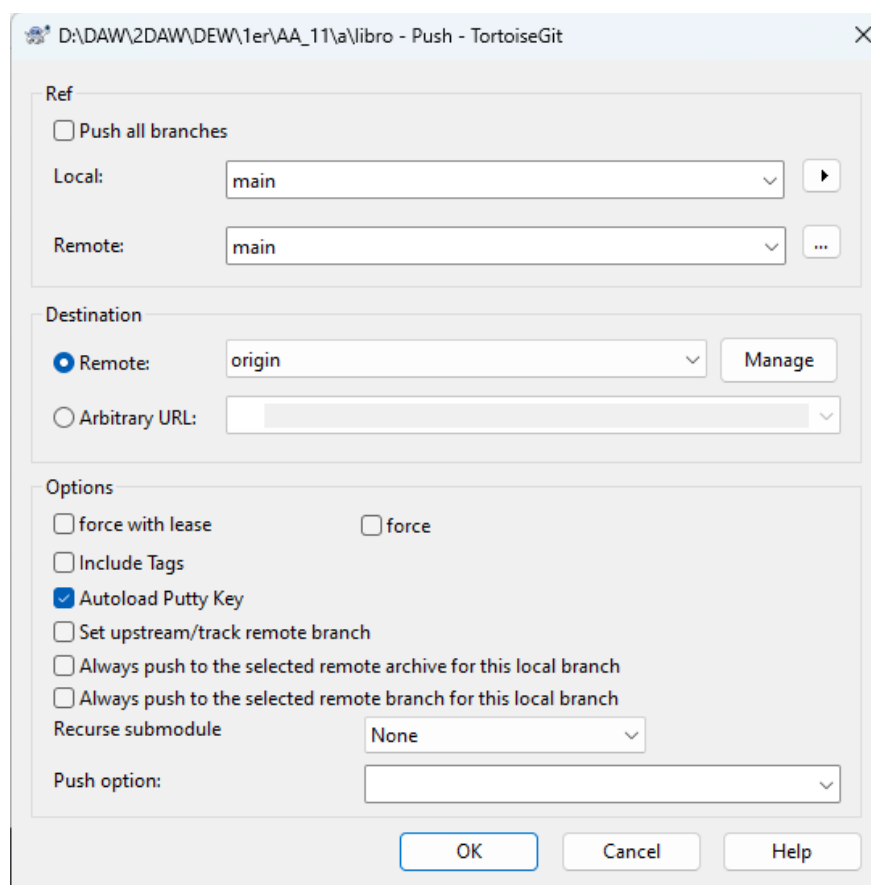 D:\DAW\2DAW\DEW\1er\AA_11\a\libro - Push - TortoiseGit
Ref
Push all branches
Local:
main
Remote:
main
...
Destination
Remote:
origin
Manage
Arbitrary URL:
Options
force with lease
force
Include Tags
Autoload Putty Key
Set upstream/track remote branch
Always push to the selected remote archive for this local branch
Always push to the selected remote branch for this local branch
Recurse submodule
None
Push option:
OK
Cancel
Help